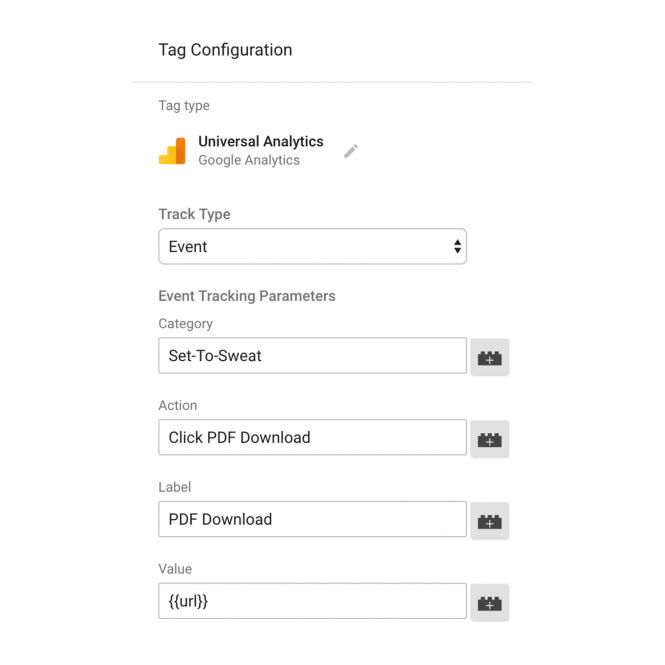 Tag Configuration
Tag type
Universal Analytics
Google Analytics
Track Type
Event
Event Tracking Parameters
Category
Set-To-Sweat
Action
Click PDF Download
Label
PDF Download
Value
{{url}}